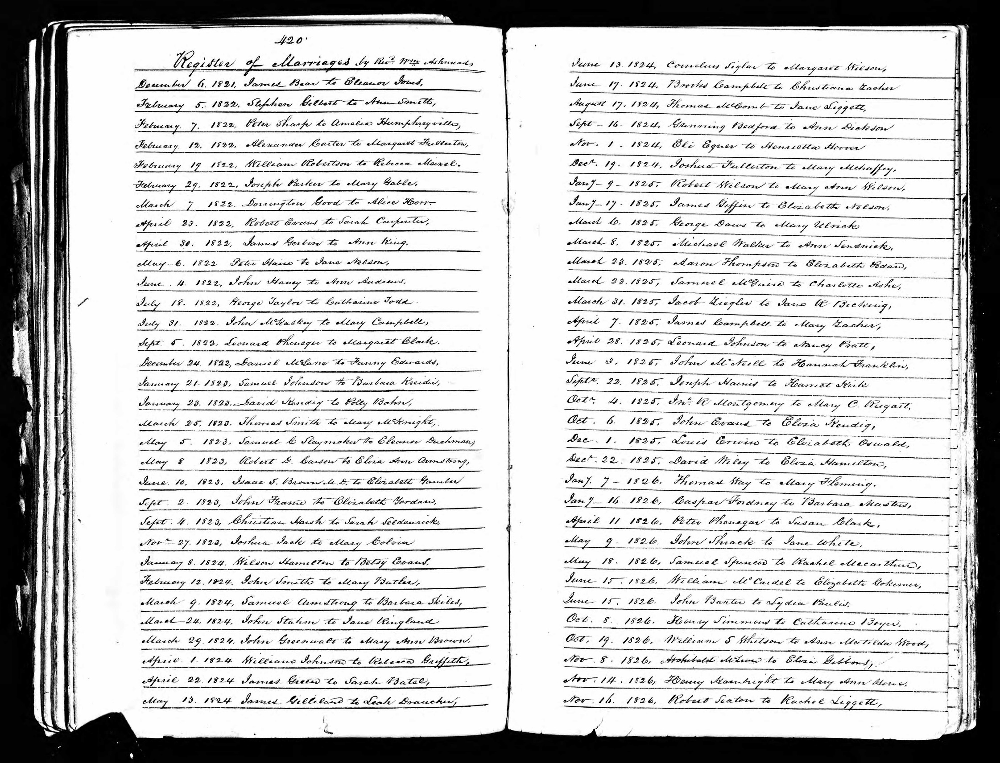 420
Register of Marriages by Revd. Wm Ashmead,
December 6. 1821, James Bear to Eleanor Jones,
February 5. 1822, Stephen Gilbert to Ann Smith,
February 7. 1822, Peter Sharp to Amelia Humphreyville,
February 12. 1822, Alexander Carter to Margaret Fullerton,
February 19 1822, William Robertson to Rebecca Meixel.
February 29. 1822, Joseph Parker to Mary Gable.
March 7 1822, Dorrington Good to Alice Horr.
April 23. 1822, Robert Evans to Sarah Carpenter,
April 30. 1822, James Gerbin to Ann King.
May - 6. 1822 Peter Haire to Jane Nelson,
June 4. 1822, John Haney to Ann Andrews.
July 18. 1822, George Taylor to Catharine Todd.
July 31. 1822. John McKaskey to Mary Campbell,
Sept. 5. 1822. Leonard Pheneger to Margaret Clark.
December 24. 1822, Daniel McLane to Fanny Edwards,
January 21. 1823, Samuel Johnson to Barbara Kreider,
January 23. 1823. David Kendig to Polly Bahn,
March 25. 1823. Thomas Smith to Mary McKnight,
May 5. 1823, Samuel C Slaymaker to Eleanor Duchman,
May 8 1823, Robert D. Carson to Eliza Ann Armstrong,
June 10. 1823, Isaac S. Brown M.D. to Elizabeth Gamber
Sept 2. 1823, John Frame to Elizabeth Yordan.
Sept. 4. 1823, Christian Harsh to Sarah Seldenrick,
Novr 27. 1823, Joshua Jack to Mary Colvin
January 8. 1824. Wilson Hamilton to Betsy Evans.
February 12. 1824. John Smith to Mary Butler,
March 9. 1824, Samuel Armstrong to Barbara Skiles,
March 24. 1824. John Stahm to Jane Ringland
March 29. 1824. John Greenwalt to Mary Ann Brown.
April 1. 1824 William Johnson to Rebecca Griffith,
April 22. 1824 James Green to Sarah Batel,
May 13. 1824 James Gilleland to Leah Draucher,
June 13. 1824, Cornelius Siglar to Margaret Wilson,
June 17. 1824. Brooks Campbell to Christiana Zacher
August 17. 1824, Thomas McComb to Jane Liggett,
Sept - 16. 1824, Gunning Bedford to Ann Dickson
Nov. 1. 1824, Eli Equer to Henrietta Hoover
Decr. 19. 1824, Joshua Fullerton to Mary Mehaffey,
Jany - 9 - 1825, Robert Wilson to Mary Ann Wilson,
Jany - 17. 1825, James Giffin to Elizabeth Nelson,
March 6. 1825. George Daws to Mary Ulrick
March 8. 1825. Michael Walker to Ann Sensnick,
March 23. 1825. Aaron Thompson to Elizabeth Pedan,
March 23. 1825, Samuel McGuire to Charlotte Ashe,
March 31. 1825, Jacob Ziegler to Jane R Bicking,
April 7. 1825. James Campbell to Mary Zacher,
April 28. 1825, Leonard Johnson to Nancy Pratt,
June 3. 1825. John McNeill to Hannah Franklin,
Septr. 22. 1825. Joseph Hainis to Harriet Kirk
Octr. 4. 1825, Jno. R Montgomery to Mary C. Reigart,
Oct. 6. 1825. John Evans to Eliza Kendig,
Dec. 1. 1825. Louis Erwin to Elizabeth Oswald,
Decr. 22. 1825. David Wiley to Eliza Hamilton,
Jany. 7 - 1826. Thomas Way to Mary Fleming.
Jany - 16. 1826. Caspar Fordney to Barbara Masters,
April 11 1826, Peter Phenegar to Susan Clark.
May 9. 1826. John Shrack to Jane White,
May 18. 1826, Samuel Spencer to Rachel Mccarthur,
June 15. 1826. William McCardel to Elizabeth Gokemer,
June 15. 1826. John Baxter to Lydia Paulis.
Oct. 8. 1826. Henry Simmons to Catharine Boyer.
Oct. 19. 1826. William S Whitson to Ann Matilda Wood,
Nov. 8. 1826, Archibald McLean to Eliza Gibbons,
Nov. 14. 1826, Henry Hambright to Mary Ann Howe.
Nov. 16. 1826, Robert Seaton to Rachel Liggett,